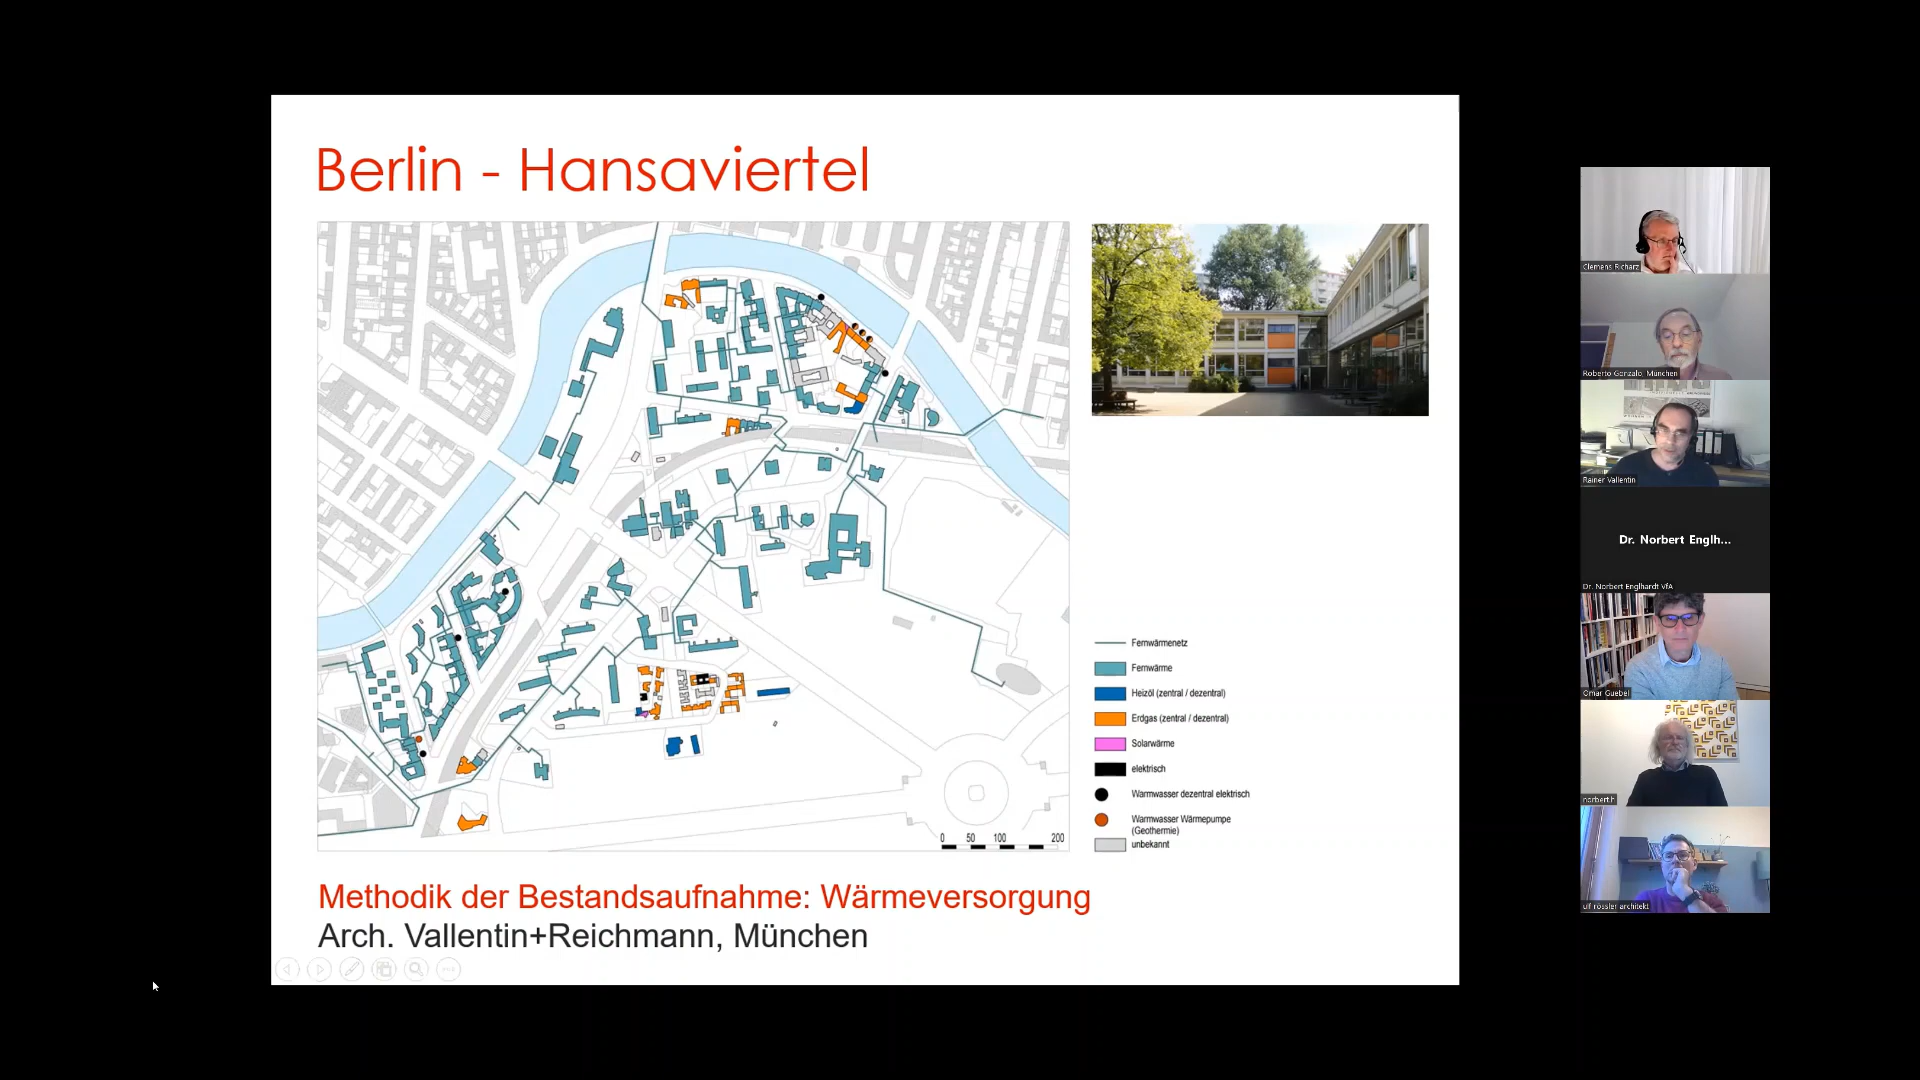 Berlin - Hansaviertel
Fernwärmenetz
Fernwärme
Heizöl (zentral / dezentral)
Erdgas (zentral / dezentral)
Solarwärme
elektrisch
Warmwasser dezentral elektrisch
Warmwasser Wärmepumpe
(Geothermie)
unbekannt
0 50 100 200
Methodik der Bestandsaufnahme: Wärmeversorgung
Arch. Vallentin+Reichmann, München
Clemens Richarz
Roberto Gonzalo, München
Rainer Vallentin
Dr. Norbert Englh...
Dr. Norbert Englhardt VfA
Omar Guebel
norbert.h
ulf rössler architekt